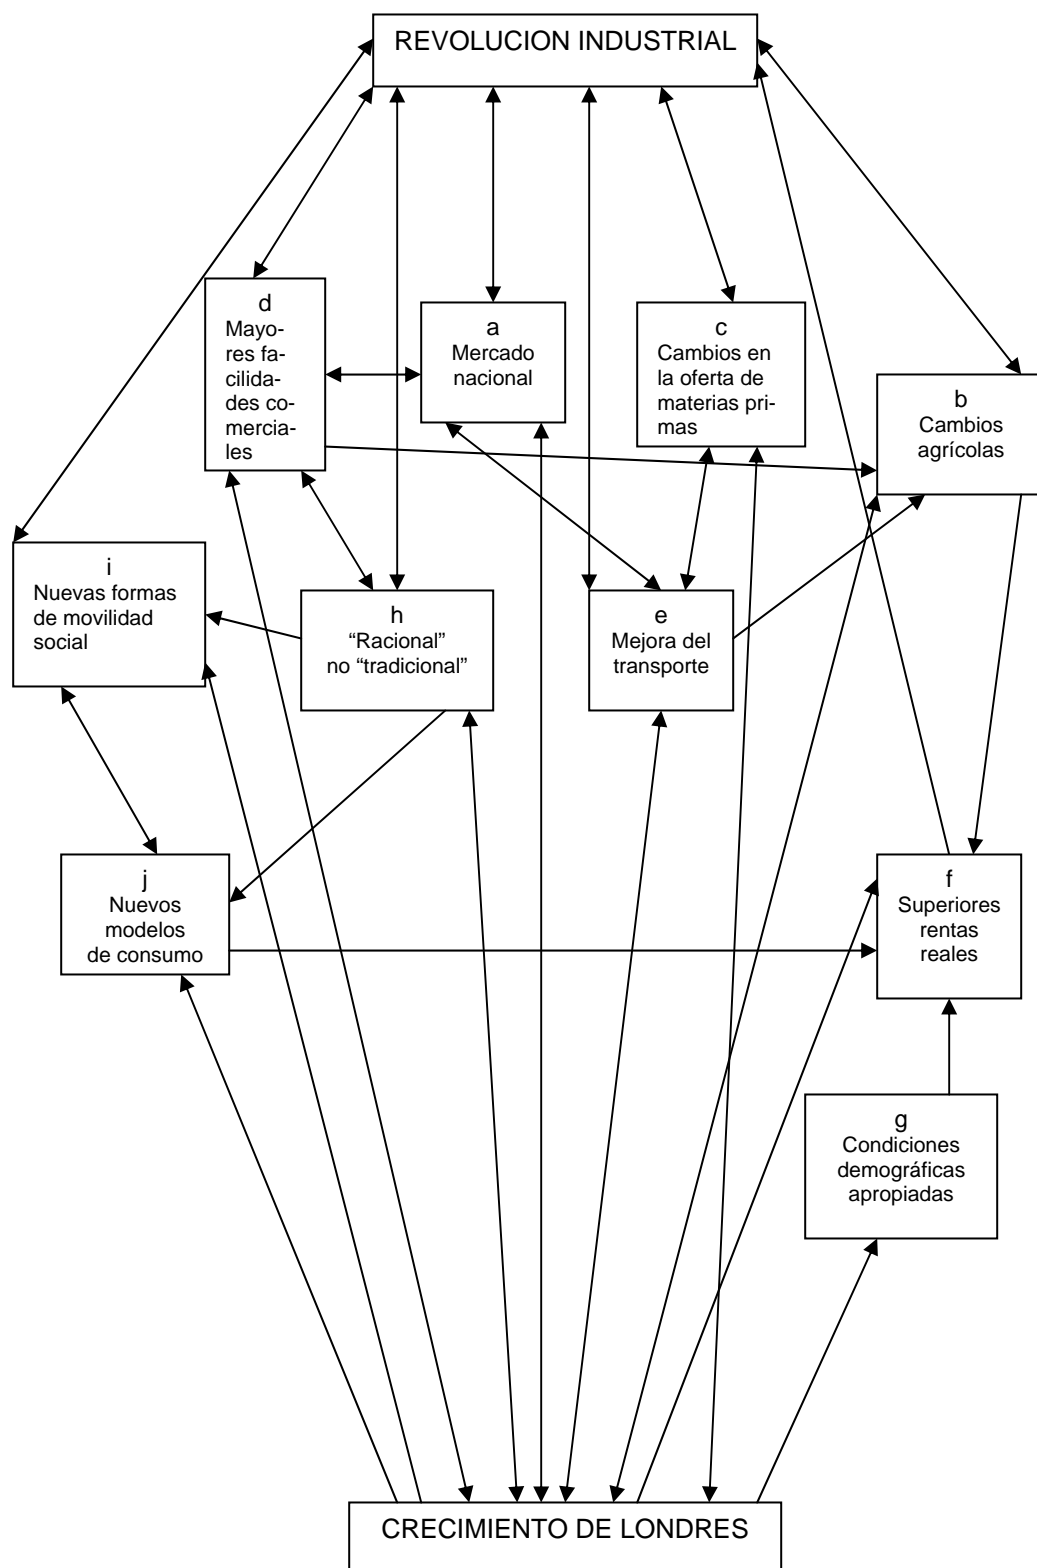 REVOLUCION INDUSTRIAL
d
Mayo-
res fa-
cilida-
des co-
mercia-
les
a
Mercado
nacional
c
Cambios en
la oferta de
materias pri-
mas
b
Cambios
agrícolas
i
Nuevas formas
de movilidad
social
h
“Racional”
no “tradicional”
e
Mejora del
transporte
j
Nuevos
modelos
de consumo
f
Superiores
rentas
reales
g
Condiciones
demográficas
apropiadas
CRECIMIENTO DE LONDRES